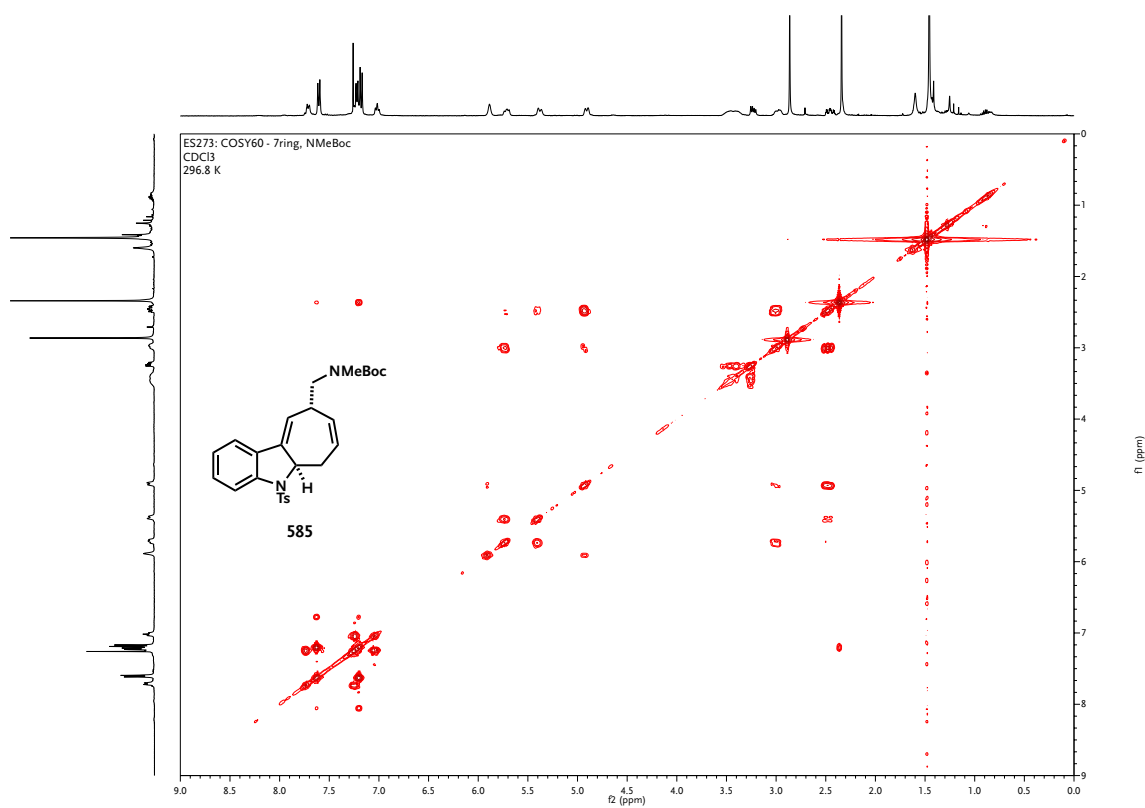 ES273: COSY60 - 7ring, NMeBoc
CDCl3
296.8 K
0
1
2
3
4
5
6
7
8
9
f1 (ppm)
NMeBoc
N
H
Ts
585
9.0 8.5 8.0 7.5 7.0 6.5 6.0 5.5 5.0 4.5 4.0 3.5 3.0 2.5 2.0 1.5 1.0 0.5 0.0
f2 (ppm)